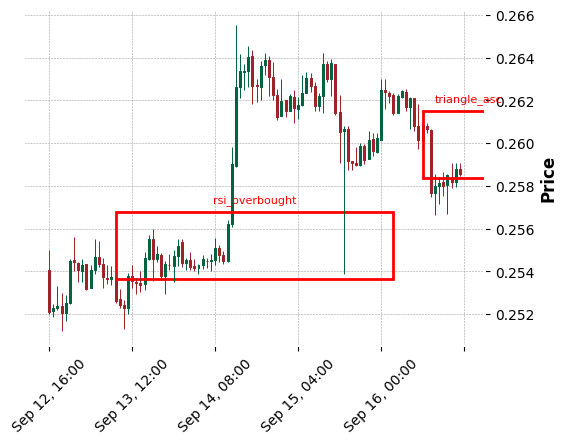 0.266
0.264
0.262
0.260
0.258
0.256
0.254
0.252
Price
triangle_asc
rsi_overbought
Sep 12, 16:00
Sep 13, 12:00
Sep 14, 08:00
Sep 15, 04:00
Sep 16, 00:00